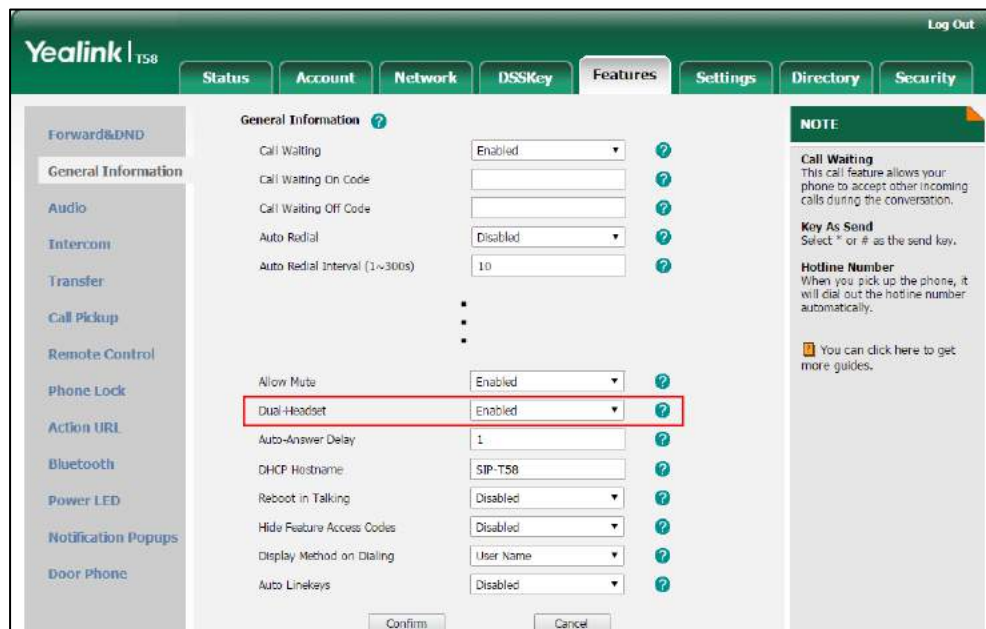 Log Out
Yealink | T58
Status Account Network DSSKey Features Settings Directory Security
Forward&DND
General Information
Audio
Intercom
Transfer
Call Pickup
Remote Control
Phone Lock
Action URL
Bluetooth
Power LED
Notification Popups
Door Phone
General Information ?
Call Waiting Enabled ?
Call Waiting On Code ?
Call Waiting Off Code ?
Auto Redial Disabled ?
Auto Redial Interval (1~300s) 10 ?
Allow Mute Enabled ?
Dual-Headset Enabled ?
Auto-Answer Delay 1 ?
DHCP Hostname SIP-T58 ?
Reboot in Talking Disabled ?
Hide Feature Access Codes Disabled ?
Display Method on Dialing User Name ?
Auto Linekeys Disabled ?
Confirm Cancel
NOTE
Call Waiting
This call feature allows your
phone to accept other incoming
calls during the conversation.
Key As Send
Select * or # as the send key.
Hotline Number
When you pick up the phone, it
will dial out the hotline number
automatically.
You can click here to get
more guides.